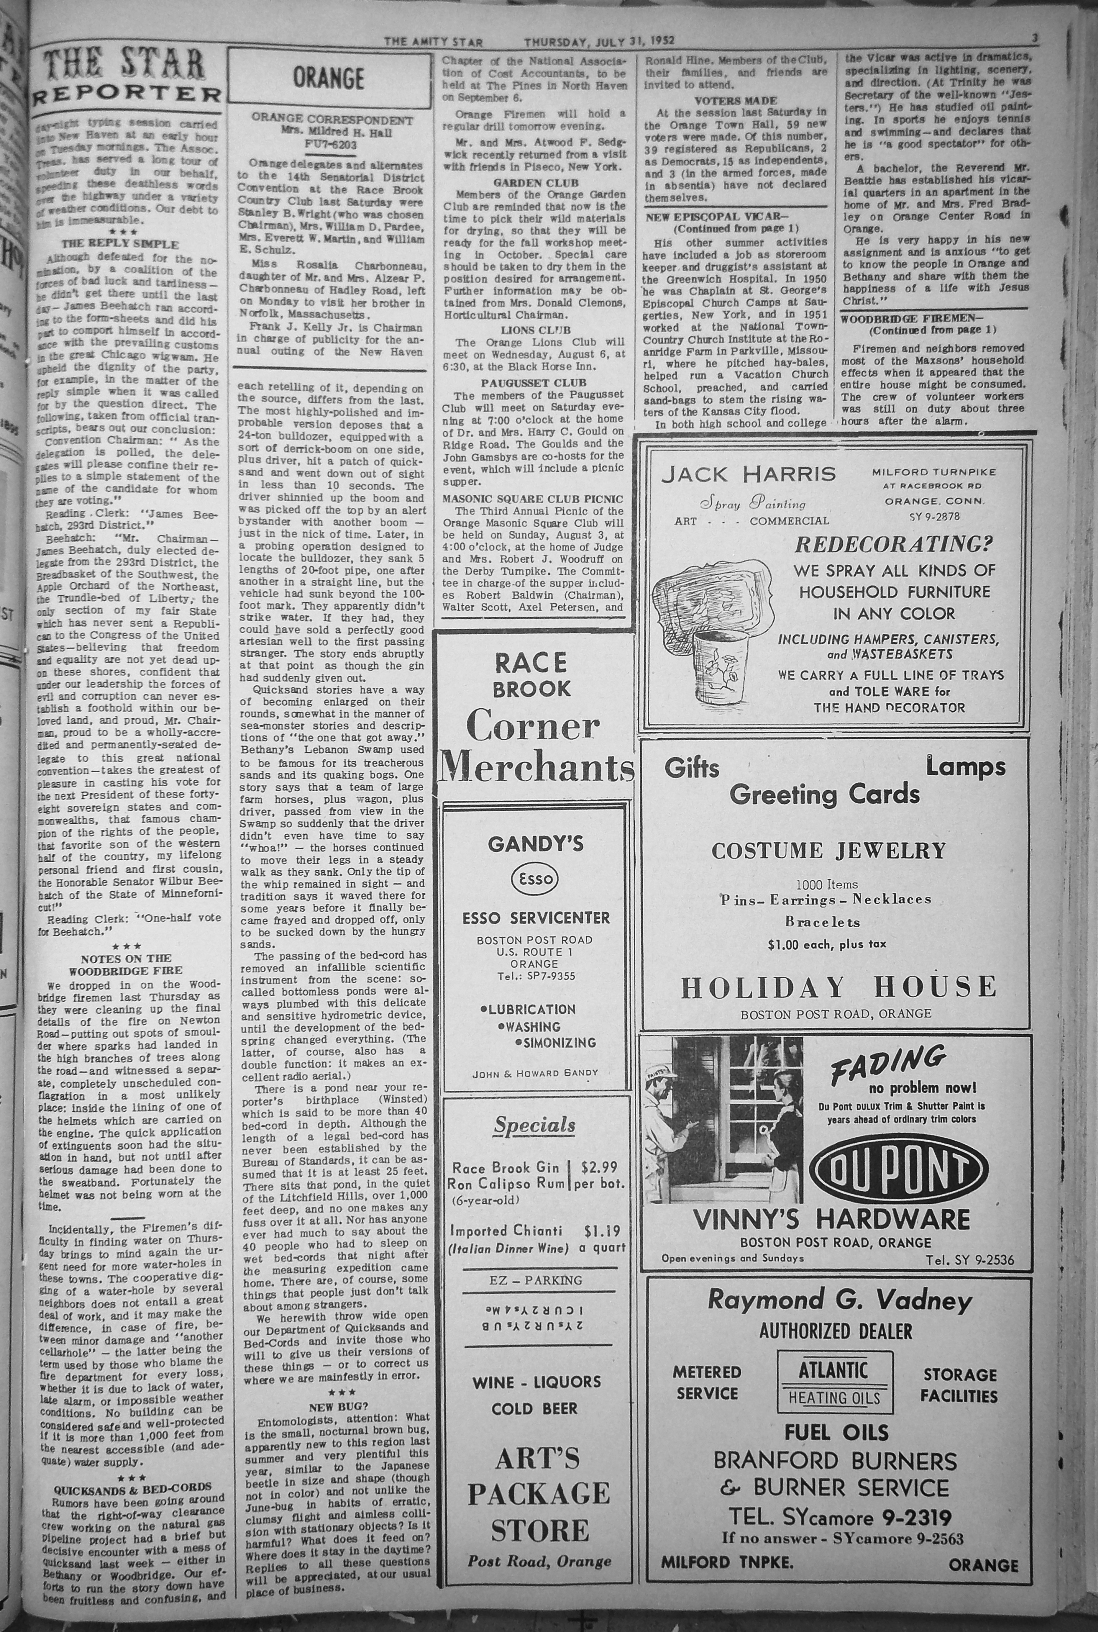 THE AMITY STAR THURSDAY, JULY 31, 1952 3
THE STAR
REPORTER
day-night typing session carried
into New Haven at an early hour
on Tuesday mornings. The Assoc.
Treas. has served a long tour of
volunteer duty in our behalf,
speeding these deathless words
over the highway under a variety
of weather conditions. Our debt to
him is immeasurable.
***
THE REPLY SIMPLE
Although defeated for the no-
mination, by a coalition of the
forces of bad luck and tardiness—
he didn't get there until the last
day—James Beehatch ran accord-
ing to the form-sheets and did his
part to comport himself in accord-
ance with the prevailing customs
in the great Chicago wigwam. He
upheld the dignity of the party,
for example, in the matter of the
reply simple when it was called
for by the question direct. The
following, taken from official tran-
scripts, bears out our conclusion:
Convention Chairman: " As the
delegation is polled, the dele-
gates will please confine their re-
plies to a simple statement of the
name of the candidate for whom
they are voting."
Reading Clerk: "James Bee-
hatch, 293rd District."
Beehatch: "Mr. Chairman—
James Beehatch, duly elected de-
legate from the 293rd District, the
Breadbasket of the Southwest, the
Apple Orchard of the Northeast,
the Trundle-bed of Liberty, the
only section of my fair State
which has never sent a Republi-
can to the Congress of the United
States—believing that freedom
and equality are not yet dead up-
on these shores, confident that
under our leadership the forces of
evil and corruption can never es-
tablish a foothold within our be-
loved land, and proud, Mr. Chair-
man, proud to be a wholly-accre-
dited and permanently-seated de-
legate to this great national
convention—takes the greatest of
pleasure in casting his vote for
the next President of these forty-
eight sovereign states and com-
monwealths, that famous cham-
pion of the rights of the people,
that favorite son of the western
half of the country, my lifelong
personal friend and first cousin,
the Honorable Senator Wilbur Bee-
hatch of the State of Minneforni-
cut!"
Reading Clerk: "One-half vote
for Beehatch."
***
NOTES ON THE
WOODBRIDGE FIRE
We dropped in on the Wood-
bridge firemen last Thursday as
they were cleaning up the final
details of the fire on Newton
Road—putting out spots of smoul-
der where sparks had landed in
the high branches of trees along
the road—and witnessed a separ-
ate, completely unscheduled con-
flagration in a most unlikely
place: inside the lining of one of
the helmets which are carried on
the engine. The quick application
of extinguents soon had the situ-
ation in hand, but not until after
serious damage had been done to
the sweatband. Fortunately the
helmet was not being worn at the
time.
Incidentally, the Firemen's dif-
ficulty in finding water on Thurs-
day brings to mind again the ur-
gent need for more water-holes in
these towns. The cooperative dig-
ging of a water-hole by several
neighbors does not entail a great
deal of work, and it may make the
difference, in case of fire, be-
tween minor damage and "another
cellarhole" — the latter being the
term used by those who blame the
fire department for every loss,
whether it is due to lack of water,
late alarm, or impossible weather
conditions. No building can be
considered safe and well-protected
if it is more than 1,000 feet from
the nearest accessible (and ade-
quate) water supply.
***
QUICKSANDS & BED-CORDS
Rumors have been going around
that the right-of-way clearance
crew working on the natural gas
pipeline project had a brief but
decisive encounter with a mess of
quicksand last week — either in
Bethany or Woodbridge. Our ef-
forts to run the story down have
been fruitless and confusing, and
ORANGE
ORANGE CORRESPONDENT
Mrs. Mildred H. Hall
FU7-6203
Orange delegates and alternates
to the 14th Senatorial District
Convention at the Race Brook
Country Club last Saturday were
Stanley B. Wright (who was chosen
Chairman), Mrs. William D. Pardee,
Mrs. Everett W. Martin, and William
E. Schulz.
Miss Rosalia Charbonneau,
daughter of Mr. and Mrs. Alzear P.
Charbonneau of Hadley Road, left
on Monday to visit her brother in
Norfolk, Massachusetts.
Frank J. Kelly Jr. is Chairman
in charge of publicity for the an-
nual outing of the New Haven
each retelling of it, depending on
the source, differs from the last.
The most highly-polished and im-
probable version deposes that a
24-ton bulldozer, equipped with a
sort of derrick-boom on one side,
plus driver, hit a patch of quick-
sand and went down out of sight
in less than 10 seconds. The
driver shinnied up the boom and
was picked off the top by an alert
bystander with another boom —
just in the nick of time. Later, in
a probing operation designed to
locate the bulldozer, they sank 5
lengths of 20-foot pipe, one after
another in a straight line, but the
vehicle had sunk beyond the 100-
foot mark. They apparently didn't
strike water. If they had, they
could have sold a perfectly good
artesian well to the first passing
stranger. The story ends abruptly
at that point as though the gin
had suddenly given out.
Quicksand stories have a way
of becoming enlarged on their
rounds, somewhat in the manner of
sea-monster stories and descrip-
tions of "the one that got away."
Bethany's Lebanon Swamp used
to be famous for its treacherous
sands and its quaking bogs. One
story says that a team of large
farm horses, plus wagon, plus
driver, passed from view in the
Swamp so suddenly that the driver
didn't even have time to say
"whoa!" — the horses continued
to move their legs in a steady
walk as they sank. Only the tip of
the whip remained in sight — and
tradition says it waved there for
some years before it finally be-
came frayed and dropped off, only
to be sucked down by the hungry
sands.
The passing of the bed-cord has
removed an infallible scientific
instrument from the scene: so-
called bottomless ponds were al-
ways plumbed with this delicate
and sensitive hydrometric device,
until the development of the bed-
spring changed everything. (The
latter, of course, also has a
double function: it makes an ex-
cellent radio aerial.)
There is a pond near your re-
porter's birthplace (Winsted)
which is said to be more than 40
bed-cord in depth. Although the
length of a legal bed-cord has
never been established by the
Bureau of Standards, it can be as-
sumed that it is at least 25 feet.
There sits that pond, in the quiet
of the Litchfield Hills, over 1,000
feet deep, and no one makes any
fuss over it at all. Nor has anyone
ever had much to say about the
40 people who had to sleep on
wet bed-cords that night after
the measuring expedition came
home. There are, of course, some
things that people just don't talk
about among strangers.
We herewith throw wide open
our Department of Quicksands and
Bed-Cords and invite those who
will to give us their versions of
these things — or to correct us
where we are mainfestly in error.
***
NEW BUG?
Entomologists, attention: What
is the small, nocturnal brown bug,
apparently new to this region last
summer and very plentiful this
year, similar to the Japanese
beetle in size and shape (though
not in color) and not unlike the
June-bug in habits of erratic,
clumsy flight and aimless colli-
sion with stationary objects? Is it
harmful? What does it feed on?
Where does it stay in the daytime?
Replies to all these questions
will be appreciated, at our usual
place of business.
Chapter of the National Associa-
tion of Cost Accountants, to be
held at The Pines in North Haven
on September 6.
Orange Firemen will hold a
regular drill tomorrow evening.
Mr. and Mrs. Atwood F. Sedg-
wick recently returned from a visit
with friends in Piseco, New York.
GARDEN CLUB
Members of the Orange Garden
Club are reminded that now is the
time to pick their wild materials
for drying, so that they will be
ready for the fall workshop meet-
ing in October. Special care
should be taken to dry them in the
position desired for arrangement.
Further information may be ob-
tained from Mrs. Donald Clemons,
Horticultural Chairman.
LIONS CLUB
The Orange Lions Club will
meet on Wednesday, August 6, at
6:30, at the Black Horse Inn.
PAUGUSSET CLUB
The members of the Paugusset
Club will meet on Saturday eve-
ning at 7:00 o'clock at the home
of Dr. and Mrs. Harry C. Gould on
Ridge Road. The Goulds and the
John Gamsbys are co-hosts for the
event, which will include a picnic
supper.
MASONIC SQUARE CLUB PICNIC
The Third Annual Picnic of the
Orange Masonic Square Club will
be held on Sunday, August 3, at
4:00 o'clock, at the home of Judge
and Mrs. Robert J. Woodruff on
the Derby Turnpike. The Commit-
tee in charge of the supper includ-
es Robert Baldwin (Chairman),
Walter Scott, Axel Petersen, and
Ronald Hine. Members of the Club,
their families, and friends are
invited to attend.
VOTERS MADE
At the session last Saturday in
the Orange Town Hall, 59 new
voters were made. Of this number,
39 registered as Republicans, 2
as Democrats, 15 as independents,
and 3 (in the armed forces, made
in absentia) have not declared
themselves.
NEW EPISCOPAL VICAR—
(Continued from page 1)
His other summer activities
have included a job as storeroom
keeper and druggist's assistant at
the Greenwich Hospital. In 1950
he was Chaplain at St. George's
Episcopal Church Camps at Sau-
gerties, New York, and in 1951
worked at the National Town-
Country Church Institute at the Ro-
anridge Farm in Parkville, Missou-
ri, where he pitched hay-bales,
helped run a Vacation Church
School, preached, and carried
sand-bags to stem the rising wa-
ters of the Kansas City flood.
In both high school and college
the Vicar was active in dramatics,
specializing in lighting, scenery,
and direction. (At Trinity he was
Secretary of the well-known "Jes-
ters.") He has studied oil paint-
ing. In sports he enjoys tennis
and swimming—and declares that
he is "a good spectator" for oth-
ers.
A bachelor, the Reverend Mr.
Beattie has established his vicar-
ial quarters in an apartment in the
home of Mr. and Mrs. Fred Brad-
ley on Orange Center Road in
Orange.
He is very happy in his new
assignment and is anxious "to get
to know the people in Orange and
Bethany and share with them the
happiness of a life with Jesus
Christ."
WOODBRIDGE FIREMEN—
(Continued from page 1)
Firemen and neighbors removed
most of the Maxsons' household
effects when it appeared that the
entire house might be consumed.
The crew of volunteer workers
was still on duty about three
hours after the alarm.
RACE
BROOK
Corner
Merchants
GANDY'S
Esso
ESSO SERVICENTER
BOSTON POST ROAD
U.S. ROUTE 1
ORANGE
Tel.: SP7-9355
•LUBRICATION
•WASHING
•SIMONIZING
JOHN & HOWARD GANDY
Specials
Race Brook Gin $2.99
Ron Calipso Rum per bot.
(6-year-old)
Imported Chianti $1.19
(Italian Dinner Wine) a quart
EZ – PARKING
I C U R Y Y 4 Me
2 Y's U R 2 Y's U B
WINE - LIQUORS
COLD BEER
ART'S
PACKAGE
STORE
Post Road, Orange
JACK HARRIS
Spray Painting
ART - - - COMMERCIAL
MILFORD TURNPIKE
AT RACEBROOK RD
ORANGE, CONN.
SY 9-2878
REDECORATING?
WE SPRAY ALL KINDS OF
HOUSEHOLD FURNITURE
IN ANY COLOR
INCLUDING HAMPERS, CANISTERS,
and WASTEBASKETS
WE CARRY A FULL LINE OF TRAYS
and TOLE WARE for
THE HAND DECORATOR
Gifts Lamps
Greeting Cards
COSTUME JEWELRY
1000 Items
Pins– Earrings – Necklaces
Bracelets
$1.00 each, plus tax
HOLIDAY HOUSE
BOSTON POST ROAD, ORANGE
FADING
no problem now!
Du Pont DULUX Trim & Shutter Paint is
years ahead of ordinary trim colors
DU PONT
VINNY'S HARDWARE
BOSTON POST ROAD, ORANGE
Open evenings and Sundays Tel. SY 9-2536
Raymond G. Vadney
AUTHORIZED DEALER
METERED
SERVICE
ATLANTIC
HEATING OILS
STORAGE
FACILITIES
FUEL OILS
BRANFORD BURNERS
& BURNER SERVICE
TEL. SYcamore 9-2319
If no answer - SYcamore 9-2563
MILFORD TNPKE. ORANGE